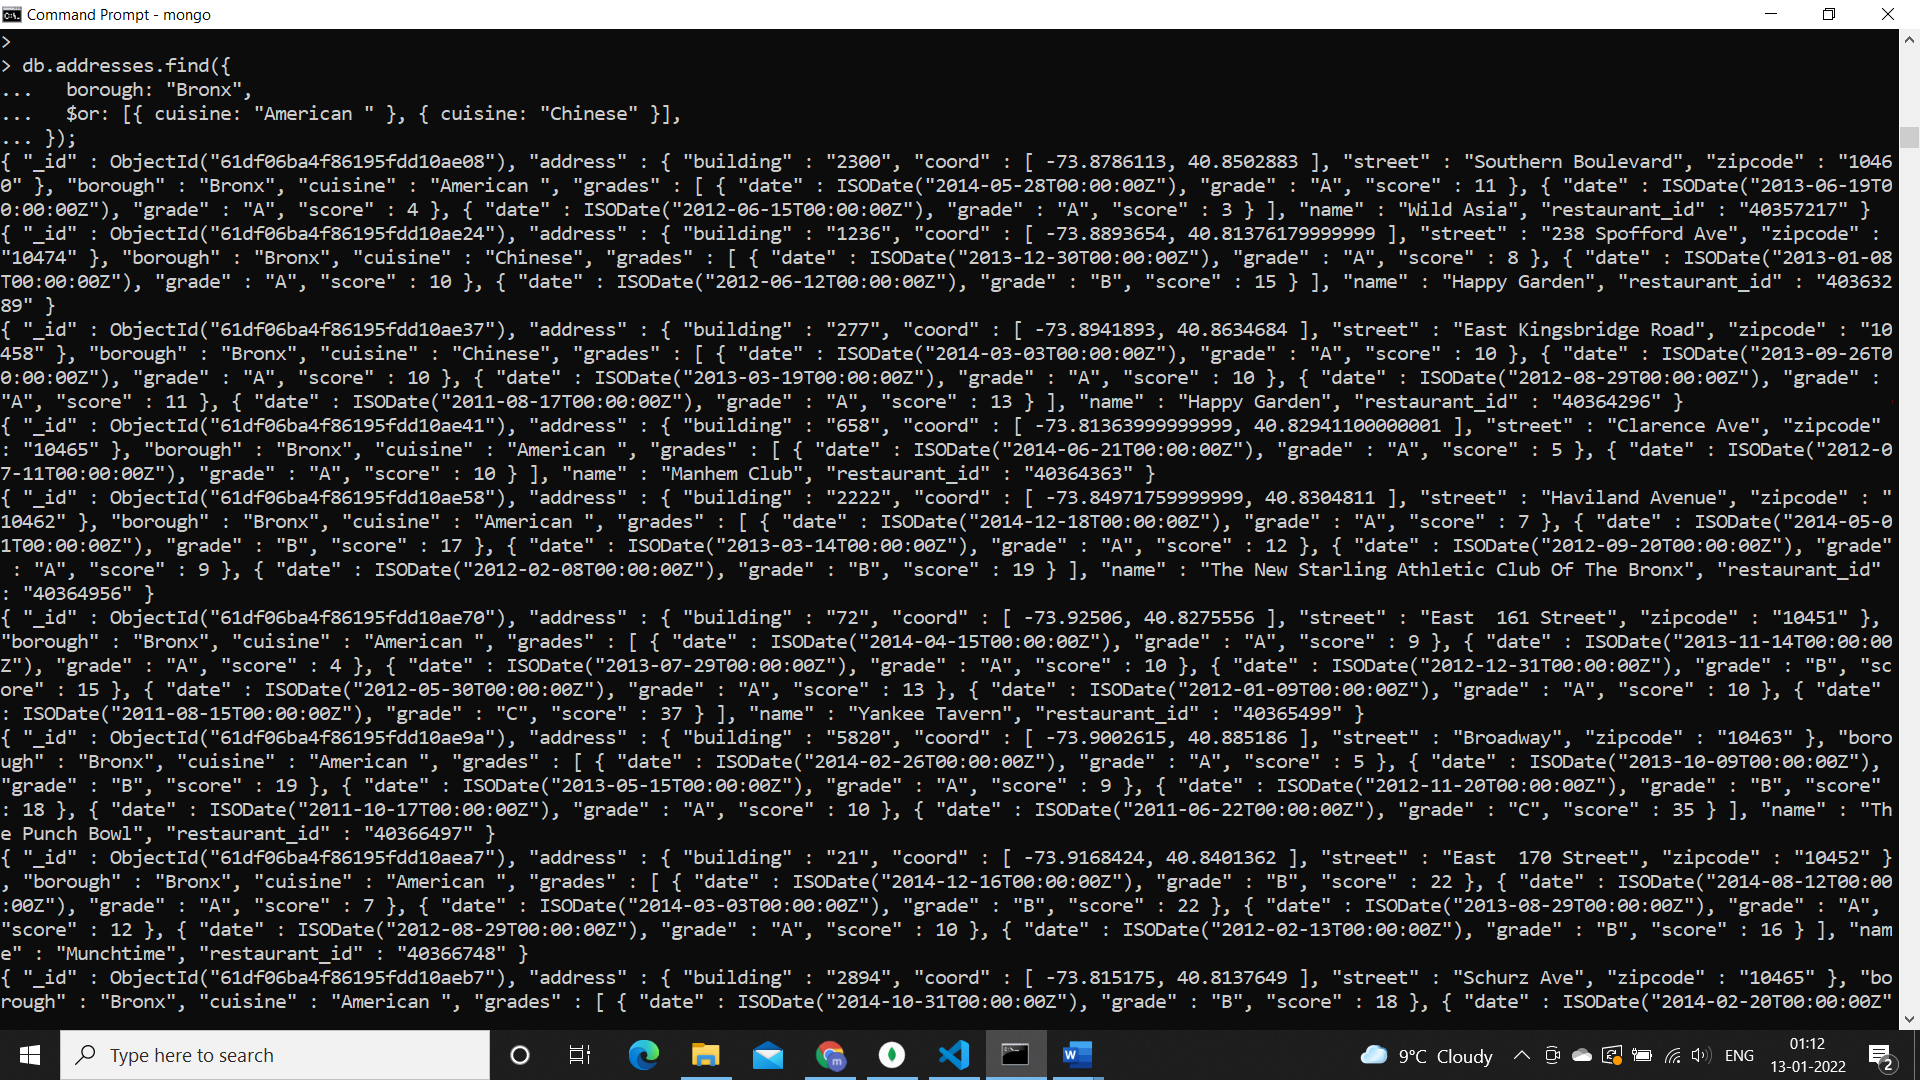 Command Prompt - mongo
>
> db.addresses.find({
...   borough: "Bronx",
...   $or: [{ cuisine: "American " }, { cuisine: "Chinese" }],
... });
{ "_id" : ObjectId("61df06ba4f86195fdd10ae08"), "address" : { "building" : "2300", "coord" : [ -73.8786113, 40.8502883 ], "street" : "Southern Boulevard", "zipcode" : "1046
0" }, "borough" : "Bronx", "cuisine" : "American ", "grades" : [ { "date" : ISODate("2014-05-28T00:00:00Z"), "grade" : "A", "score" : 11 }, { "date" : ISODate("2013-06-19T0
0:00:00Z"), "grade" : "A", "score" : 4 }, { "date" : ISODate("2012-06-15T00:00:00Z"), "grade" : "A", "score" : 3 } ], "name" : "Wild Asia", "restaurant_id" : "40357217" }
{ "_id" : ObjectId("61df06ba4f86195fdd10ae24"), "address" : { "building" : "1236", "coord" : [ -73.8893654, 40.81376179999999 ], "street" : "238 Spofford Ave", "zipcode" :
"10474" }, "borough" : "Bronx", "cuisine" : "Chinese", "grades" : [ { "date" : ISODate("2013-12-30T00:00:00Z"), "grade" : "A", "score" : 8 }, { "date" : ISODate("2013-01-08
T00:00:00Z"), "grade" : "A", "score" : 10 }, { "date" : ISODate("2012-06-12T00:00:00Z"), "grade" : "B", "score" : 15 } ], "name" : "Happy Garden", "restaurant_id" : "403632
89" }
{ "_id" : ObjectId("61df06ba4f86195fdd10ae37"), "address" : { "building" : "277", "coord" : [ -73.8941893, 40.8634684 ], "street" : "East Kingsbridge Road", "zipcode" : "10
458" }, "borough" : "Bronx", "cuisine" : "Chinese", "grades" : [ { "date" : ISODate("2014-03-03T00:00:00Z"), "grade" : "A", "score" : 10 }, { "date" : ISODate("2013-09-26T0
0:00:00Z"), "grade" : "A", "score" : 10 }, { "date" : ISODate("2013-03-19T00:00:00Z"), "grade" : "A", "score" : 10 }, { "date" : ISODate("2012-08-29T00:00:00Z"), "grade" :
"A", "score" : 11 }, { "date" : ISODate("2011-08-17T00:00:00Z"), "grade" : "A", "score" : 13 } ], "name" : "Happy Garden", "restaurant_id" : "40364296" }
{ "_id" : ObjectId("61df06ba4f86195fdd10ae41"), "address" : { "building" : "658", "coord" : [ -73.81363999999999, 40.82941100000001 ], "street" : "Clarence Ave", "zipcode"
: "10465" }, "borough" : "Bronx", "cuisine" : "American ", "grades" : [ { "date" : ISODate("2014-06-21T00:00:00Z"), "grade" : "A", "score" : 5 }, { "date" : ISODate("2012-0
7-11T00:00:00Z"), "grade" : "A", "score" : 10 } ], "name" : "Manhem Club", "restaurant_id" : "40364363" }
{ "_id" : ObjectId("61df06ba4f86195fdd10ae58"), "address" : { "building" : "2222", "coord" : [ -73.84971759999999, 40.8304811 ], "street" : "Haviland Avenue", "zipcode" : "
10462" }, "borough" : "Bronx", "cuisine" : "American ", "grades" : [ { "date" : ISODate("2014-12-18T00:00:00Z"), "grade" : "A", "score" : 7 }, { "date" : ISODate("2014-05-0
1T00:00:00Z"), "grade" : "B", "score" : 17 }, { "date" : ISODate("2013-03-14T00:00:00Z"), "grade" : "A", "score" : 12 }, { "date" : ISODate("2012-09-20T00:00:00Z"), "grade"
 : "A", "score" : 9 }, { "date" : ISODate("2012-02-08T00:00:00Z"), "grade" : "B", "score" : 19 } ], "name" : "The New Starling Athletic Club Of The Bronx", "restaurant_id"
: "40364956" }
{ "_id" : ObjectId("61df06ba4f86195fdd10ae70"), "address" : { "building" : "72", "coord" : [ -73.92506, 40.8275556 ], "street" : "East  161 Street", "zipcode" : "10451" },
"borough" : "Bronx", "cuisine" : "American ", "grades" : [ { "date" : ISODate("2014-04-15T00:00:00Z"), "grade" : "A", "score" : 9 }, { "date" : ISODate("2013-11-14T00:00:00
Z"), "grade" : "A", "score" : 4 }, { "date" : ISODate("2013-07-29T00:00:00Z"), "grade" : "A", "score" : 10 }, { "date" : ISODate("2012-12-31T00:00:00Z"), "grade" : "B", "sc
ore" : 15 }, { "date" : ISODate("2012-05-30T00:00:00Z"), "grade" : "A", "score" : 13 }, { "date" : ISODate("2012-01-09T00:00:00Z"), "grade" : "A", "score" : 10 }, { "date"
: ISODate("2011-08-15T00:00:00Z"), "grade" : "C", "score" : 37 } ], "name" : "Yankee Tavern", "restaurant_id" : "40365499" }
{ "_id" : ObjectId("61df06ba4f86195fdd10ae9a"), "address" : { "building" : "5820", "coord" : [ -73.9002615, 40.885186 ], "street" : "Broadway", "zipcode" : "10463" }, "boro
ugh" : "Bronx", "cuisine" : "American ", "grades" : [ { "date" : ISODate("2014-02-26T00:00:00Z"), "grade" : "A", "score" : 5 }, { "date" : ISODate("2013-10-09T00:00:00Z"),
"grade" : "B", "score" : 19 }, { "date" : ISODate("2013-05-15T00:00:00Z"), "grade" : "A", "score" : 9 }, { "date" : ISODate("2012-11-20T00:00:00Z"), "grade" : "B", "score"
: 18 }, { "date" : ISODate("2011-10-17T00:00:00Z"), "grade" : "A", "score" : 10 }, { "date" : ISODate("2011-06-22T00:00:00Z"), "grade" : "C", "score" : 35 } ], "name" : "Th
e Punch Bowl", "restaurant_id" : "40366497" }
{ "_id" : ObjectId("61df06ba4f86195fdd10aea7"), "address" : { "building" : "21", "coord" : [ -73.9168424, 40.8401362 ], "street" : "East  170 Street", "zipcode" : "10452" }
, "borough" : "Bronx", "cuisine" : "American ", "grades" : [ { "date" : ISODate("2014-12-16T00:00:00Z"), "grade" : "B", "score" : 22 }, { "date" : ISODate("2014-08-12T00:00
:00Z"), "grade" : "A", "score" : 7 }, { "date" : ISODate("2014-03-03T00:00:00Z"), "grade" : "B", "score" : 22 }, { "date" : ISODate("2013-08-29T00:00:00Z"), "grade" : "A",
"score" : 12 }, { "date" : ISODate("2012-08-29T00:00:00Z"), "grade" : "A", "score" : 10 }, { "date" : ISODate("2012-02-13T00:00:00Z"), "grade" : "B", "score" : 16 } ], "nam
e" : "Munchtime", "restaurant_id" : "40366748" }
{ "_id" : ObjectId("61df06ba4f86195fdd10aeb7"), "address" : { "building" : "2894", "coord" : [ -73.815175, 40.8137649 ], "street" : "Schurz Ave", "zipcode" : "10465" }, "bo
rough" : "Bronx", "cuisine" : "American ", "grades" : [ { "date" : ISODate("2014-10-31T00:00:00Z"), "grade" : "B", "score" : 18 }, { "date" : ISODate("2014-02-20T00:00:00Z"
Type here to search
9°C Cloudy
ENG
01:12
13-01-2022
2